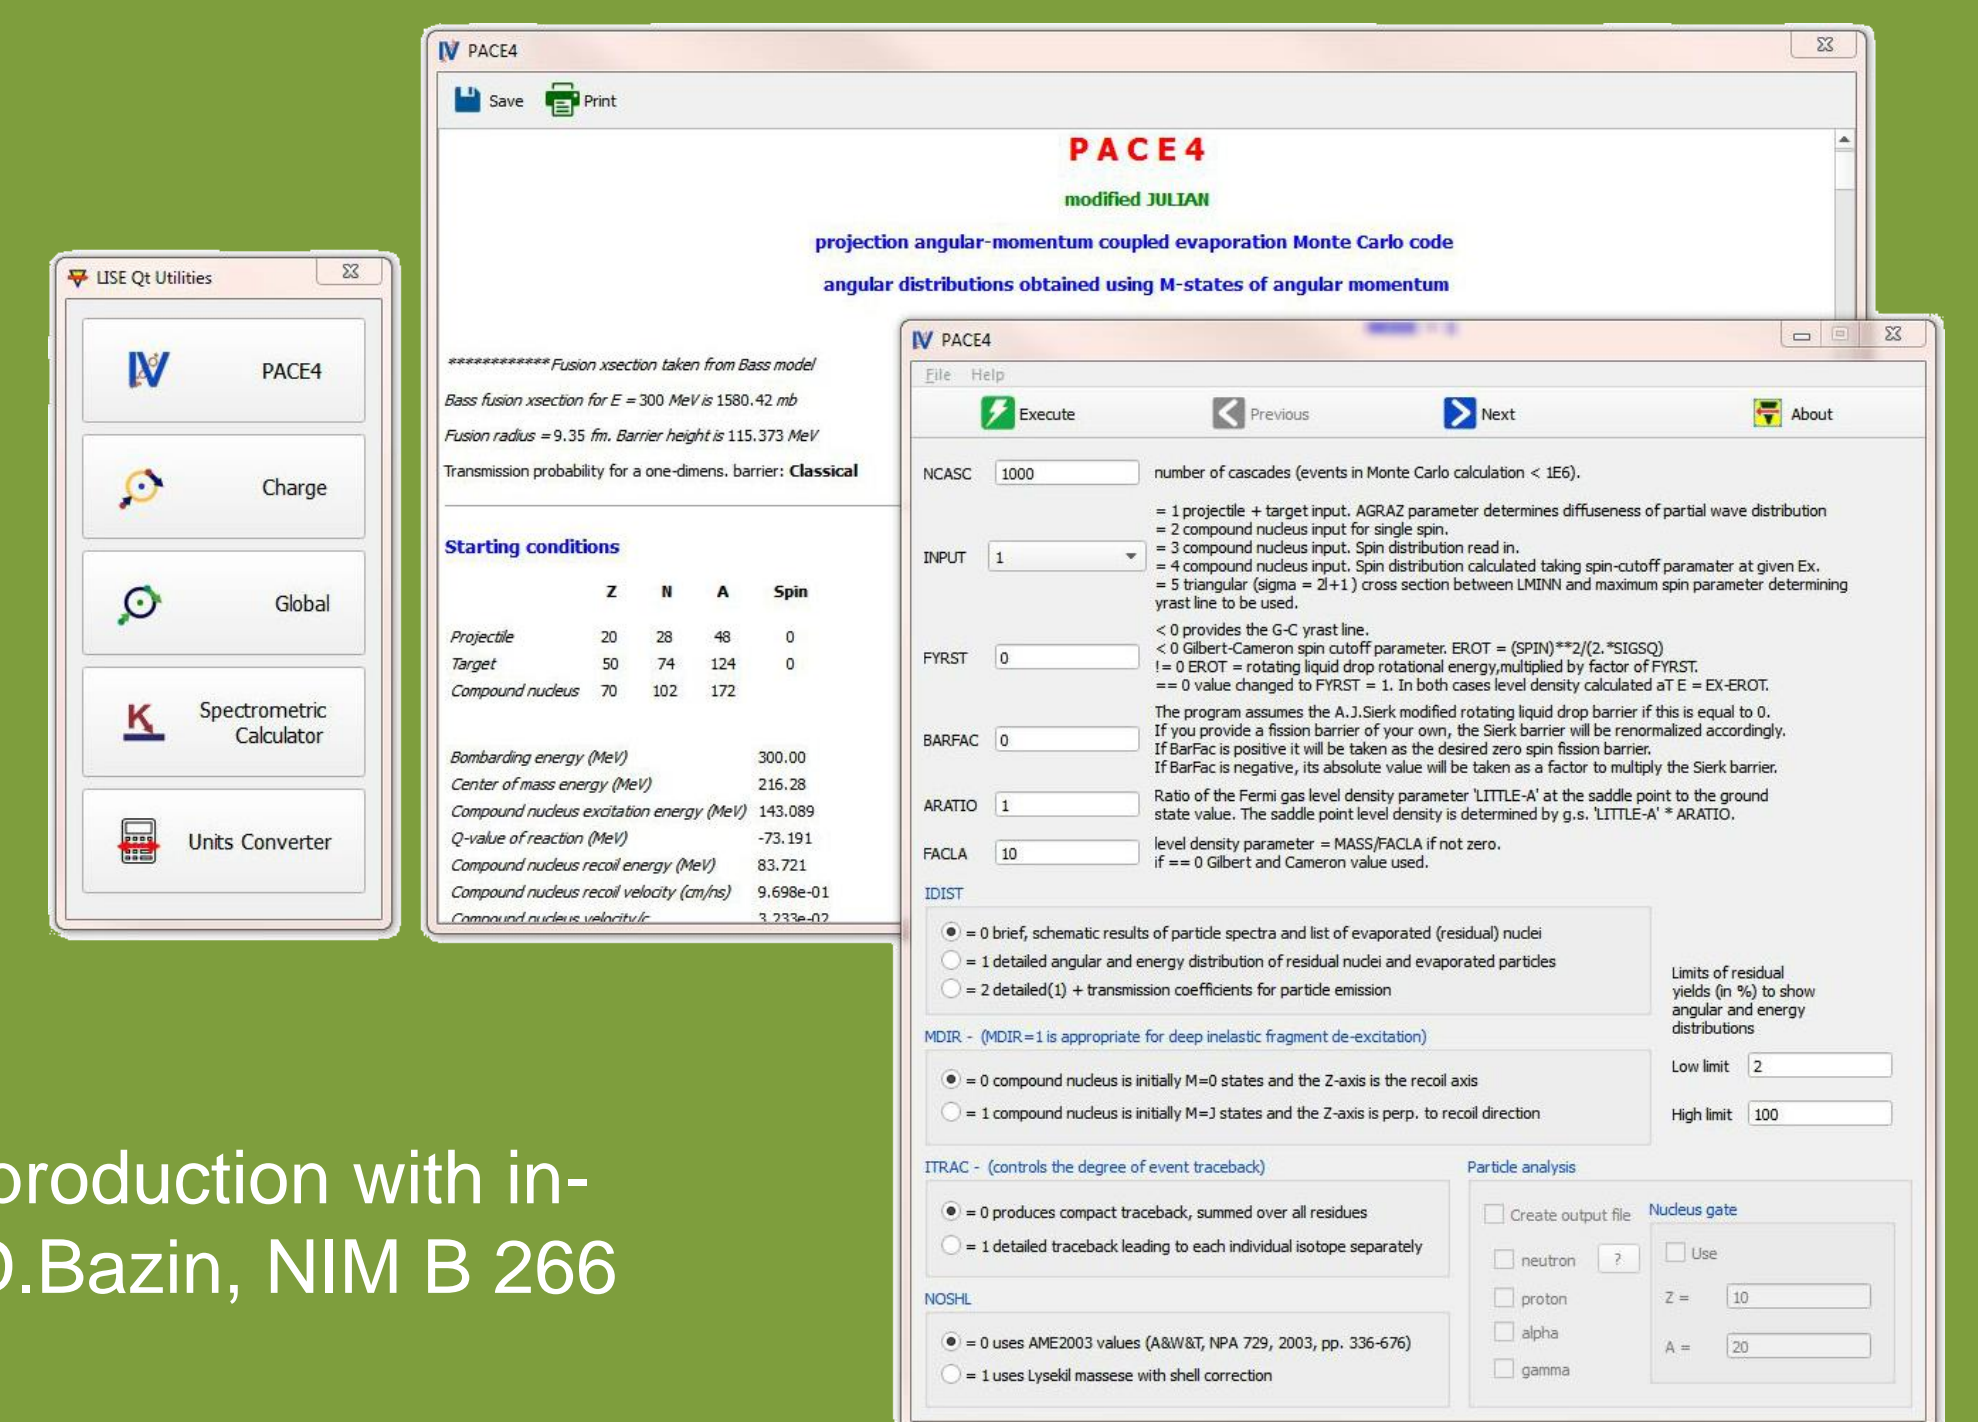 PACE4
Save Print
PACE4
modified JULIAN
projection angular-momentum coupled evaporation Monte Carlo code
angular distributions obtained using M-states of angular momentum
************ Fusion xsection taken from Bass model
Bass fusion xsection for E = 300 MeV is 1580.42 mb
Fusion radius = 9.35 fm. Barrier height is 115.373 MeV
Transmission probability for a one-dimens. barrier: Classical
Starting conditions
Z N A Spin
Projectile 20 28 48 0
Target 50 74 124 0
Compound nucleus 70 102 172
Bombarding energy (MeV) 300.00
Center of mass energy (MeV) 216.28
Compound nucleus excitation energy (MeV) 143.089
Q-value of reaction (MeV) -73.191
Compound nucleus recoil energy (MeV) 83.721
Compound nucleus recoil velocity (cm/ns) 9.698e-01
Compound nucleus velocity/c 3.233e-02
LISE Qt Utilities
PACE4
Charge
Global
Spectrometric
Calculator
Units Converter
PACE4
File Help
Execute Previous Next About
NCASC 1000 number of cascades (events in Monte Carlo calculation < 1E6).
INPUT 1
= 1 projectile + target input. AGRAZ parameter determines diffuseness of partial wave distribution
= 2 compound nucleus input for single spin.
= 3 compound nucleus input. Spin distribution read in.
= 4 compound nucleus input. Spin distribution calculated taking spin-cutoff paramater at given Ex.
= 5 triangular (sigma = 2l+1 ) cross section between LMINN and maximum spin parameter determining
yrast line to be used.
FYRST 0
< 0 provides the G-C yrast line.
< 0 Gilbert-Cameron spin cutoff parameter. EROT = (SPIN)**2/(2.*SIGSQ)
!= 0 EROT = rotating liquid drop rotational energy,multiplied by factor of FYRST.
== 0 value changed to FYRST = 1. In both cases level density calculated aT E = EX-EROT.
BARFAC 0
The program assumes the A.J.Sierk modified rotating liquid drop barrier if this is equal to 0.
If you provide a fission barrier of your own, the Sierk barrier will be renormalized accordingly.
If BarFac is positive it will be taken as the desired zero spin fission barrier.
If BarFac is negative, its absolute value will be taken as a factor to multiply the Sierk barrier.
ARATIO 1
Ratio of the Fermi gas level density parameter 'LITTLE-A' at the saddle point to the ground
state value. The saddle point level density is determined by g.s. 'LITTLE-A' * ARATIO.
FACLA 10
level density parameter = MASS/FACLA if not zero.
if == 0 Gilbert and Cameron value used.
IDIST
= 0 brief, schematic results of particle spectra and list of evaporated (residual) nuclei
= 1 detailed angular and energy distribution of residual nuclei and evaporated particles
= 2 detailed(1) + transmission coefficients for particle emission
Limits of residual
yields (in %) to show
angular and energy
distributions
Low limit 2
High limit 100
MDIR - (MDIR=1 is appropriate for deep inelastic fragment de-excitation)
= 0 compound nucleus is initially M=0 states and the Z-axis is the recoil axis
= 1 compound nucleus is initially M=J states and the Z-axis is perp. to recoil direction
ITRAC - (controls the degree of event traceback)
= 0 produces compact traceback, summed over all residues
= 1 detailed traceback leading to each individual isotope separately
NOSHL
= 0 uses AME2003 values (A&W&T, NPA 729, 2003, pp. 336-676)
= 1 uses Lysekil massese with shell correction
Particle analysis
Create output file
neutron ?
proton
alpha
gamma
Nucleus gate
Use
Z = 10
A = 20
production with in-
D.Bazin, NIM B 266